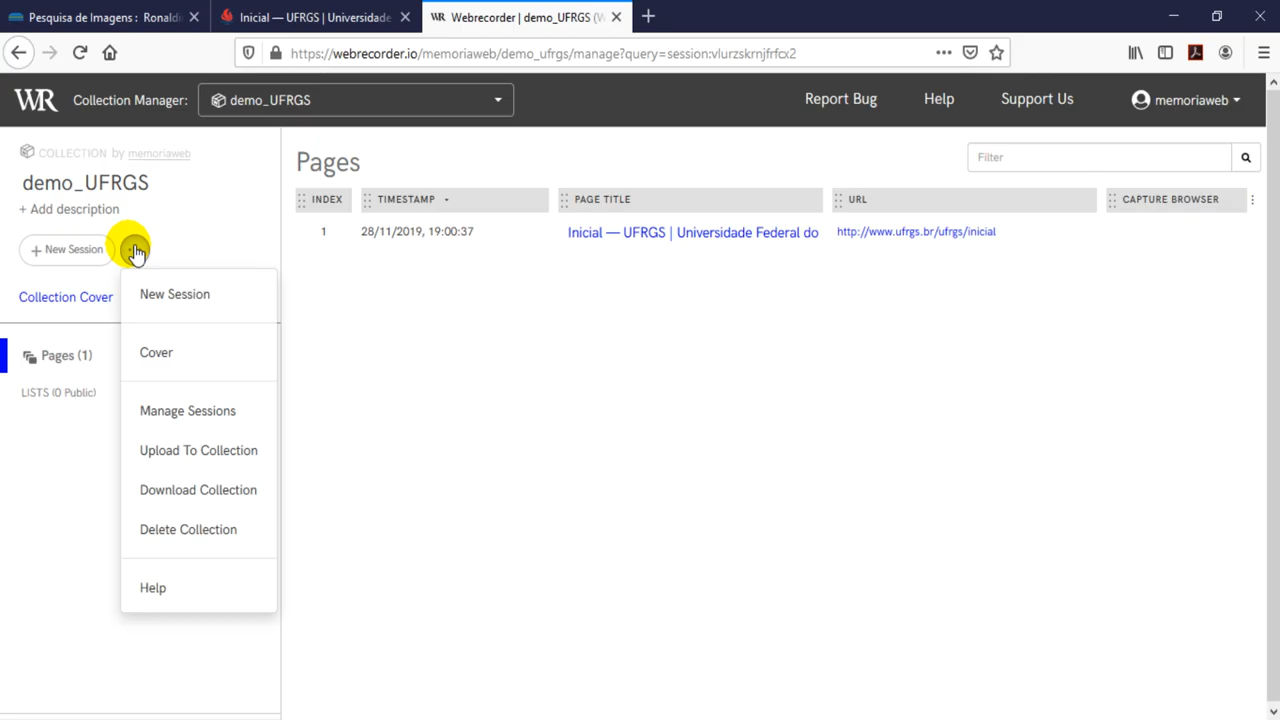 Pesquisa de Imagens : Ronaldi
Inicial — UFRGS | Universidade
WR Webrecorder | demo_UFRGS (W
https://webrecorder.io/memoriaweb/demo_ufrgs/manage?query=session:vlurzskrnjfrfcx2
WR Collection Manager: demo_UFRGS
Report Bug Help Support Us memoriaweb
COLLECTION by memoriaweb
demo_UFRGS
+ Add description
+ New Session
Collection Cover
Pages (1)
LISTS (0 Public)
New Session
Cover
Manage Sessions
Upload To Collection
Download Collection
Delete Collection
Help
Pages
Filter
INDEX TIMESTAMP PAGE TITLE URL CAPTURE BROWSER
1 28/11/2019, 19:00:37 Inicial — UFRGS | Universidade Federal do http://www.ufrgs.br/ufrgs/inicial